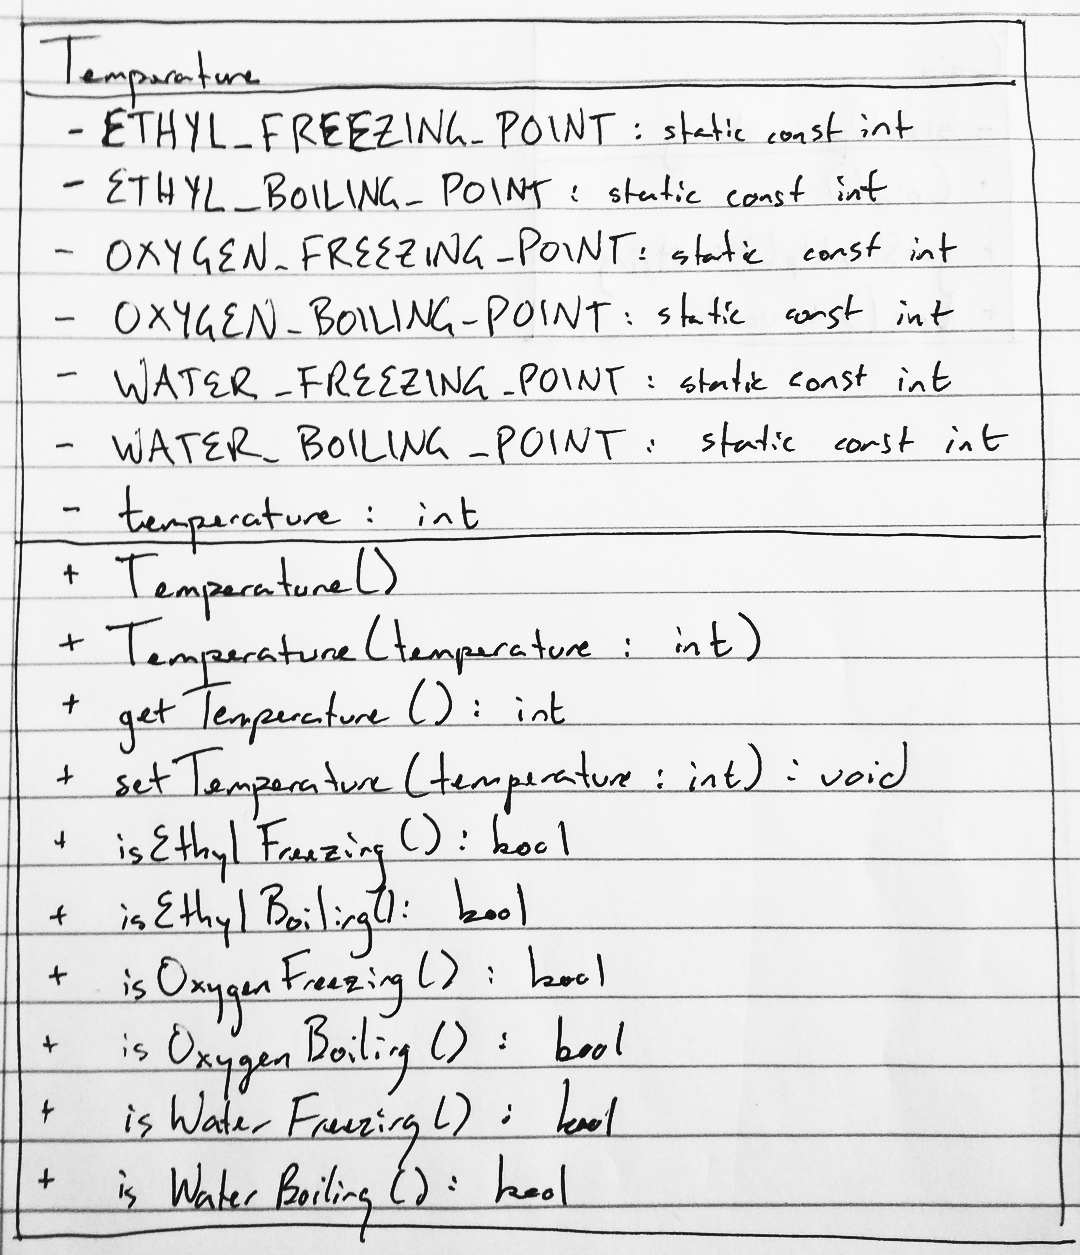 Temperature
- ETHYL_FREEZING_POINT : static const int
- ETHYL_BOILING_POINT : static const int
- OXYGEN_FREEZING_POINT : static const int
- OXYGEN_BOILING_POINT : static const int
- WATER_FREEZING_POINT : static const int
- WATER_BOILING_POINT : static const int
- temperature : int
+ Temperature()
+ Temperature(temperature : int)
+ getTemperature() : int
+ setTemperature(temperature : int) : void
+ isEthylFreezing() : bool
+ isEthylBoiling() : bool
+ isOxygenFreezing() : bool
+ isOxygenBoiling() : bool
+ isWaterFreezing() : bool
+ isWaterBoiling() : bool